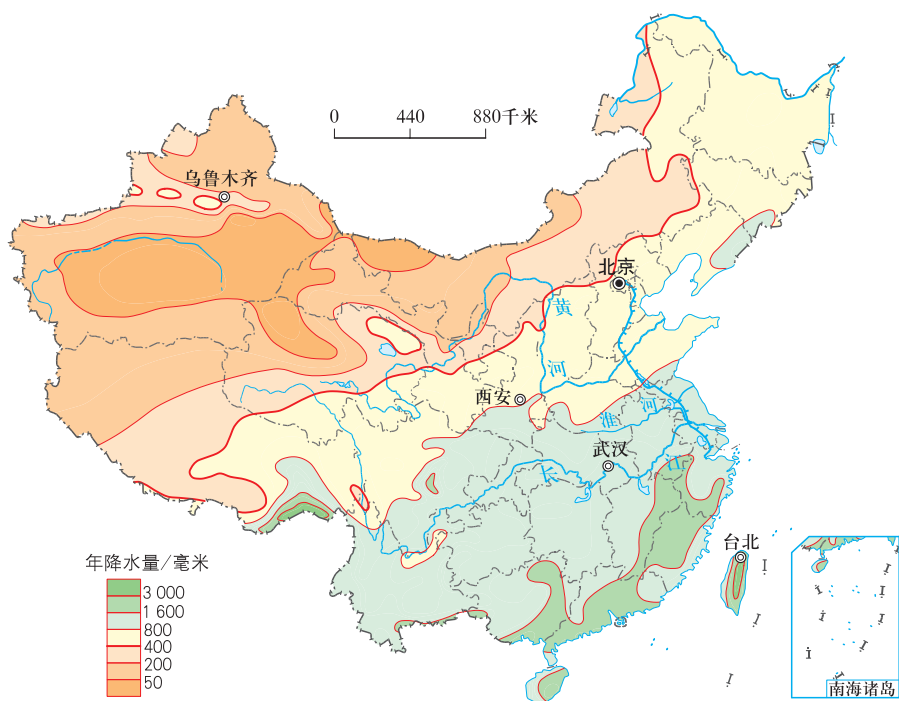 0 440 880千米
乌鲁木齐
北京
黄
河
西安
淮 河
武汉
长 江
台北
年降水量/毫米
3 000
1 600
800
400
200
50
南海诸岛